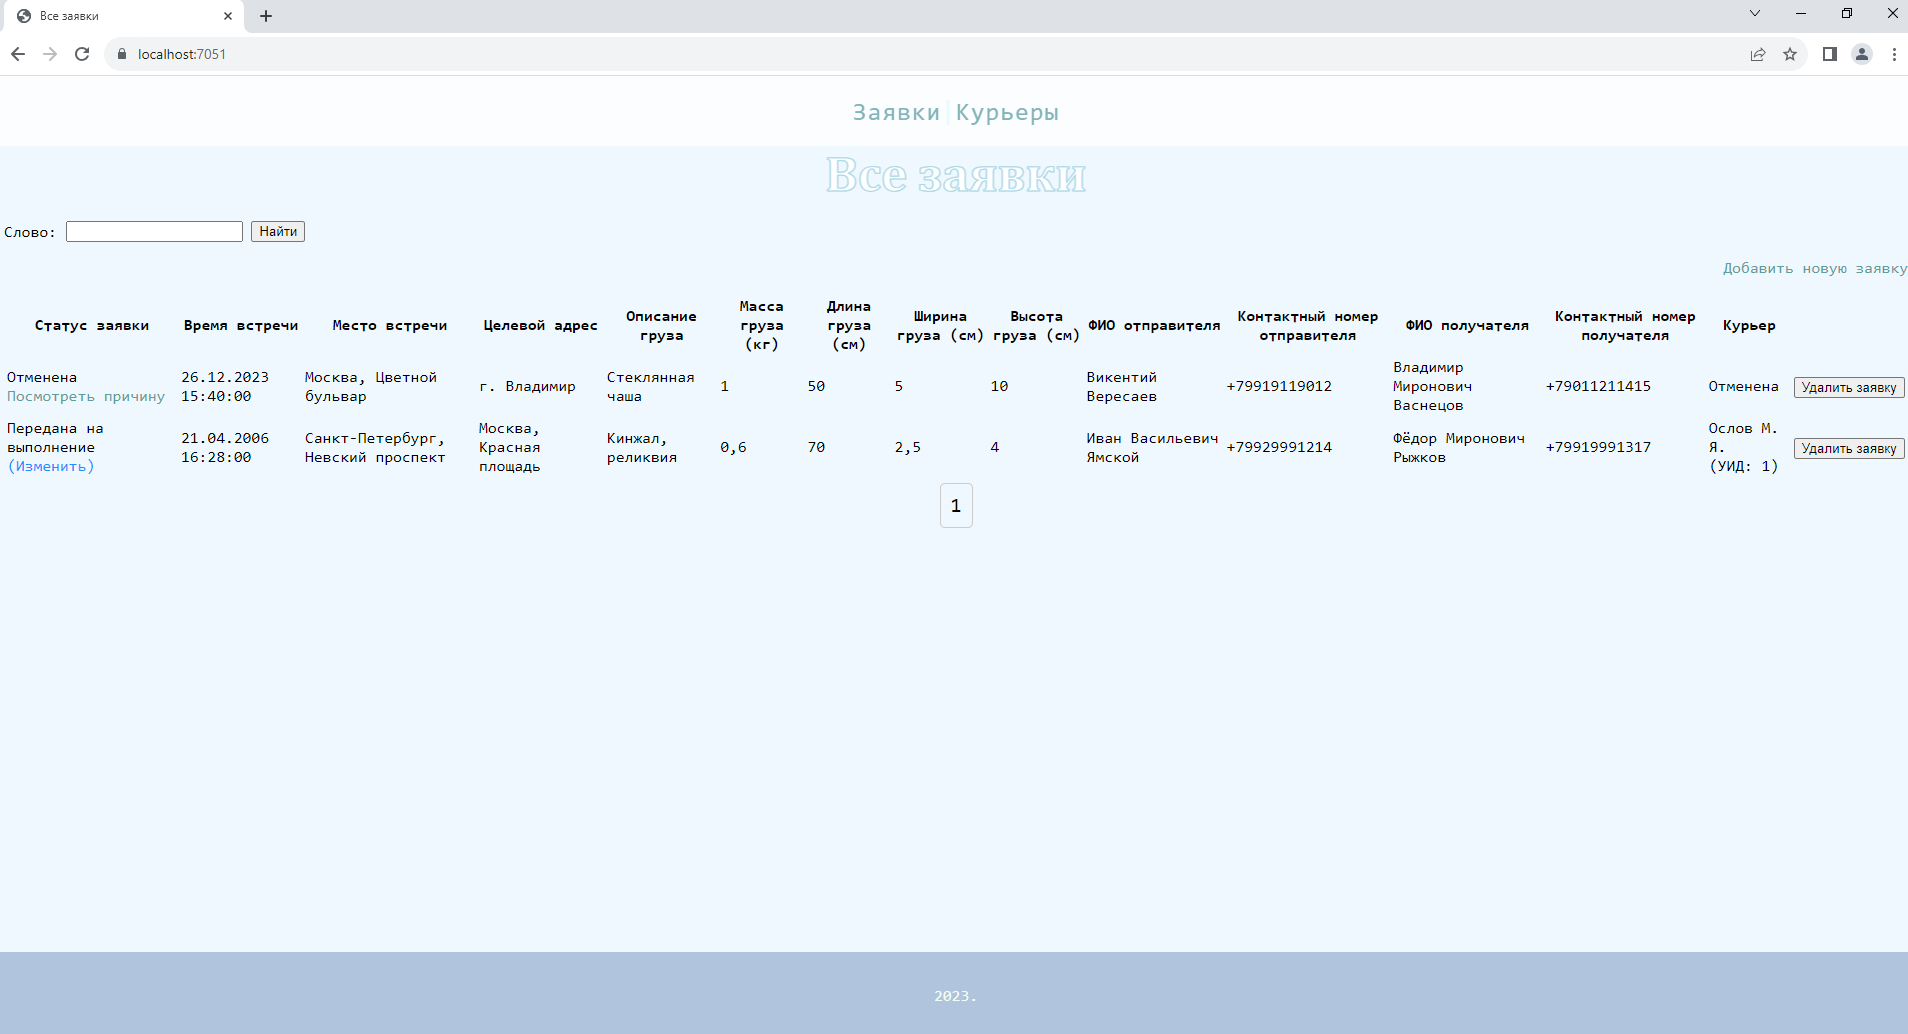 Все заявки
localhost:7051
Заявки Курьеры
Все заявки
Слово: Найти
Добавить новую заявку
Статус заявки
Время встречи
Место встречи
Целевой адрес
Описание
груза
Масса
груза
(кг)
Длина
груза
(см)
Ширина
груза (см)
Высота
груза (см)
ФИО отправителя
Контактный номер
отправителя
ФИО получателя
Контактный номер
получателя
Курьер
Отменена
Посмотреть причину
26.12.2023
15:40:00
Москва, Цветной
бульвар
г. Владимир
Стеклянная
чаша
1
50
5
10
Викентий
Вересаев
+79919119012
Владимир
Миронович
Васнецов
+79011211415
Отменена
Удалить заявку
Передана на
выполнение
(Изменить)
21.04.2006
16:28:00
Санкт-Петербург,
Невский проспект
Москва,
Красная
площадь
Кинжал,
реликвия
0,6
70
2,5
4
Иван Васильевич
Ямской
+79929991214
Фёдор Миронович
Рыжков
+79919991317
Ослов М.
Я.
(УИД: 1)
Удалить заявку
1
2023.